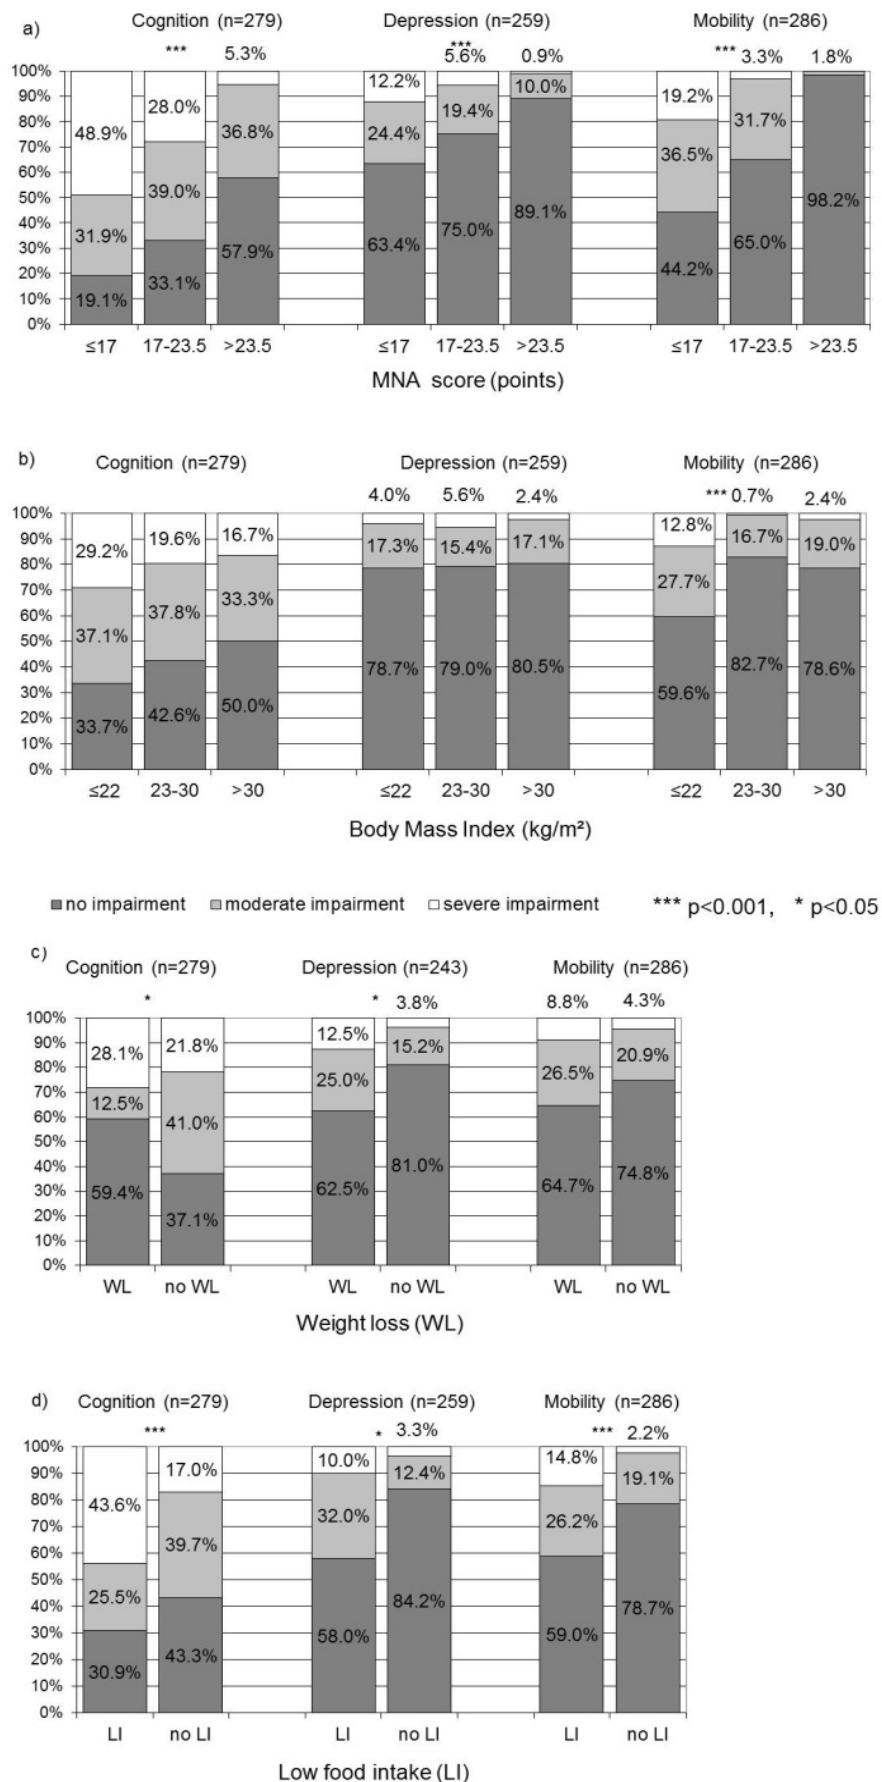 a)
Cognition (n=279) Depression (n=259) Mobility (n=286)
*** 5.3% *** 5.6% 0.9% *** 3.3% 1.8%
100%
90%
80%
70%
60%
50%
40%
30%
20%
10%
0%
48.9% 28.0% 12.2% 19.2%
31.9% 39.0% 36.8% 24.4% 19.4% 10.0% 36.5% 31.7%
19.1% 33.1% 57.9% 63.4% 75.0% 89.1% 44.2% 65.0% 98.2%
≤17 17-23.5 >23.5 ≤17 17-23.5 >23.5 ≤17 17-23.5 >23.5
MNA score (points)
b)
Cognition (n=279) Depression (n=259) Mobility (n=286)
4.0% 5.6% 2.4% *** 0.7% 2.4%
100%
90%
80%
70%
60%
50%
40%
30%
20%
10%
0%
29.2% 19.6% 16.7% 12.8%
37.1% 37.8% 33.3% 17.3% 15.4% 17.1% 27.7% 16.7% 19.0%
33.7% 42.6% 50.0% 78.7% 79.0% 80.5% 59.6% 82.7% 78.6%
≤22 23-30 >30 ≤22 23-30 >30 ≤22 23-30 >30
Body Mass Index (kg/m²)
no impairment moderate impairment severe impairment *** p<0.001, * p<0.05
c)
Cognition (n=279) Depression (n=243) Mobility (n=286)
* * 3.8% 8.8% 4.3%
100%
90%
80%
70%
60%
50%
40%
30%
20%
10%
0%
28.1% 21.8% 12.5%
12.5% 41.0% 25.0% 15.2% 26.5% 20.9%
59.4% 37.1% 62.5% 81.0% 64.7% 74.8%
WL no WL WL no WL WL no WL
Weight loss (WL)
d)
Cognition (n=279) Depression (n=259) Mobility (n=286)
*** * 3.3% *** 2.2%
100%
90%
80%
70%
60%
50%
40%
30%
20%
10%
0%
43.6% 17.0% 10.0% 14.8%
25.5% 39.7% 32.0% 12.4% 26.2% 19.1%
30.9% 43.3% 58.0% 84.2% 59.0% 78.7%
LI no LI LI no LI LI no LI
Low food intake (LI)